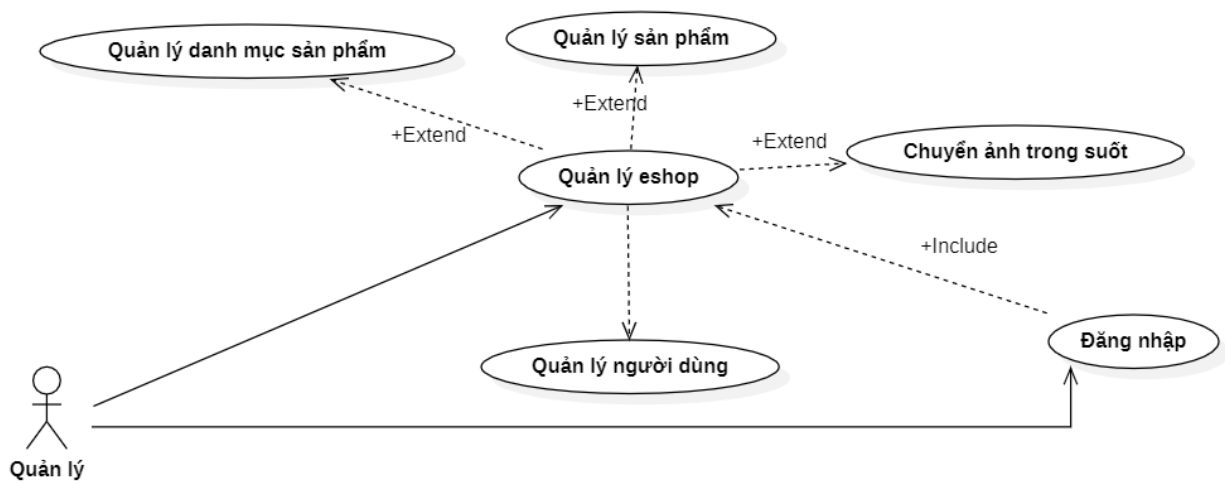 Quản lý danh mục sản phẩm
Quản lý sản phẩm
+Extend
+Extend
+Extend
Chuyển ảnh trong suốt
Quản lý eshop
+Include
Đăng nhập
Quản lý người dùng
Quản lý